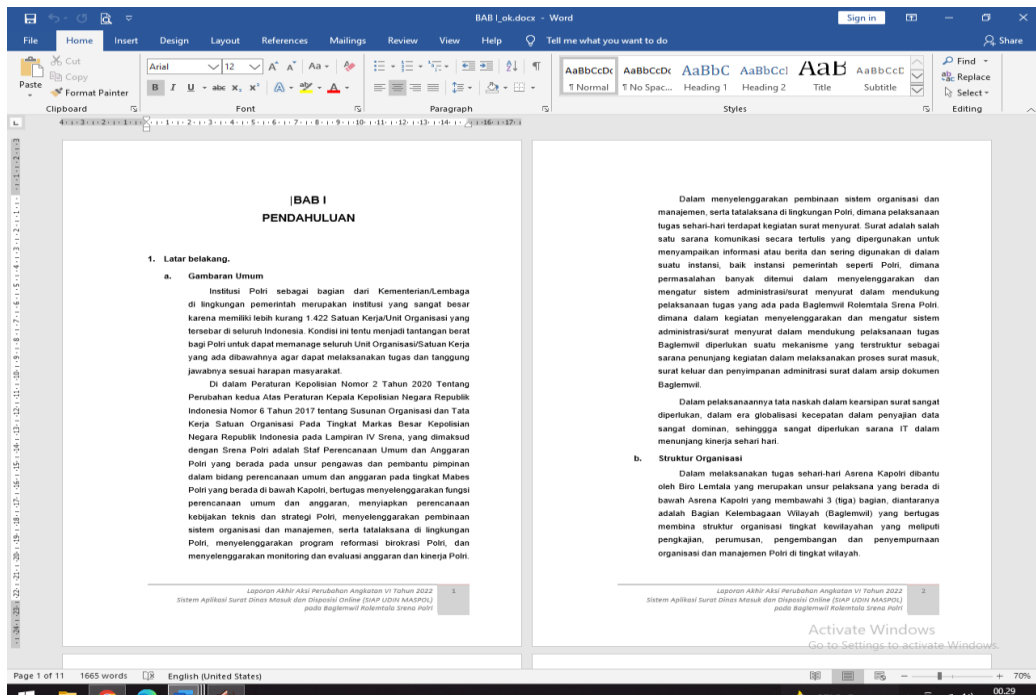 BAB I_ok.docx - Word
Sign in
File Home Insert Design Layout References Mailings Review View Help Tell me what you want to do Share
Paste
Cut
Copy
Format Painter
Clipboard
Arial 12
Font
Paragraph
AaBbCcDc AaBbCcDc AaBbC AaBbCcl AaB AaBbCcC
¶ Normal ¶ No Spac... Heading 1 Heading 2 Title Subtitle
Styles
Find
Replace
Select
Editing
BAB I
PENDAHULUAN
1. Latar belakang.
a. Gambaran Umum
Institusi Polri sebagai bagian dari Kementerian/Lembaga
di lingkungan pemerintah merupakan institusi yang sangat besar
karena memiliki lebih kurang 1.422 Satuan Kerja/Unit Organisasi yang
tersebar di seluruh Indonesia. Kondisi ini tentu menjadi tantangan berat
bagi Polri untuk dapat memanage seluruh Unit Organisasi/Satuan Kerja
yang ada dibawahnya agar dapat melaksanakan tugas dan tanggung
jawabnya sesuai harapan masyarakat.
Di dalam Peraturan Kepolisian Nomor 2 Tahun 2020 Tentang
Perubahan kedua Atas Peraturan Kepala Kepolisian Negara Republik
Indonesia Nomor 6 Tahun 2017 tentang Susunan Organisasi dan Tata
Kerja Satuan Organisasi Pada Tingkat Markas Besar Kepolisian
Negara Republik Indonesia pada Lampiran IV Srena, yang dimaksud
dengan Srena Polri adalah Staf Perencanaan Umum dan Anggaran
Polri yang berada pada unsur pengawas dan pembantu pimpinan
dalam bidang perencanaan umum dan anggaran pada tingkat Mabes
Polri yang berada di bawah Kapolri, bertugas menyelenggarakan fungsi
perencanaan umum dan anggaran, menyiapkan perencanaan
kebijakan teknis dan strategi Polri, menyelenggarakan pembinaan
sistem organisasi dan manajemen, serta tatalaksana di lingkungan
Polri, menyelenggarakan program reformasi birokrasi Polri, dan
menyelenggarakan monitoring dan evaluasi anggaran dan kinerja Polri.
Laporan Akhir Aksi Perubahan Angkatan VI Tahun 2022 1
Sistem Aplikasi Surat Dinas Masuk dan Disposisi Online (SIAP UDIN MASPOL)
pada Baglemwil Rolemtala Srena Polri
Dalam menyelenggarakan pembinaan sistem organisasi dan
manajemen, serta tatalaksana di lingkungan Polri, dimana pelaksanaan
tugas sehari-hari terdapat kegiatan surat menyurat. Surat adalah salah
satu sarana komunikasi secara tertulis yang dipergunakan untuk
menyampaikan informasi atau berita dan sering digunakan di dalam
suatu instansi, baik instansi pemerintah seperti Polri, dimana
permasalahan banyak ditemui dalam menyelenggarakan dan
mengatur sistem administrasi/surat menyurat dalam mendukung
pelaksanaan tugas yang ada pada Baglemwil Rolemtala Srena Polri.
dimana dalam kegiatan menyelenggarakan dan mengatur sistem
administrasi/surat menyurat dalam mendukung pelaksanaan tugas
Baglemwil diperlukan suatu mekanisme yang terstruktur sebagai
sarana penunjang kegiatan dalam melaksanakan proses surat masuk,
surat keluar dan penyimpanan adminitrasi surat dalam arsip dokumen
Baglemwil.
Dalam pelaksanaannya tata naskah dalam kearsipan surat sangat
diperlukan, dalam era globalisasi kecepatan dalam penyajian data
sangat dominan, sehinggga sangat diperlukan sarana IT dalam
menunjang kinerja sehari hari.
b. Struktur Organisasi
Dalam melaksanakan tugas sehari-hari Asrena Kapolri dibantu
oleh Biro Lemtala yang merupakan unsur pelaksana yang berada di
bawah Asrena Kapolri yang membawahi 3 (tiga) bagian, diantaranya
adalah Bagian Kelembagaan Wilayah (Baglemwil) yang bertugas
membina struktur organisasi tingkat kewilayahan yang meliputi
pengkajian, perumusan, pengembangan dan penyempurnaan
organisasi dan manajemen Polri di tingkat wilayah.
Laporan Akhir Aksi Perubahan Angkatan VI Tahun 2022 2
Sistem Aplikasi Surat Dinas Masuk dan Disposisi Online (SIAP UDIN MASPOL)
pada Baglemwil Rolemtala Srena Polri
Activate Windows
Go to Settings to activate Windows.
Page 1 of 11 1665 words English (United States) 70%
00.29